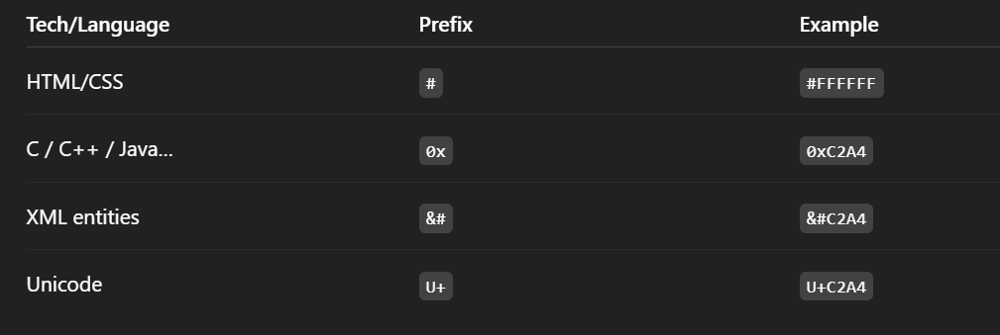 Tech/Language Prefix Example
HTML/CSS # #FFFFFF
C / C++ / Java... 0x 0xC2A4
XML entities &# &#C2A4
Unicode U+ U+C2A4